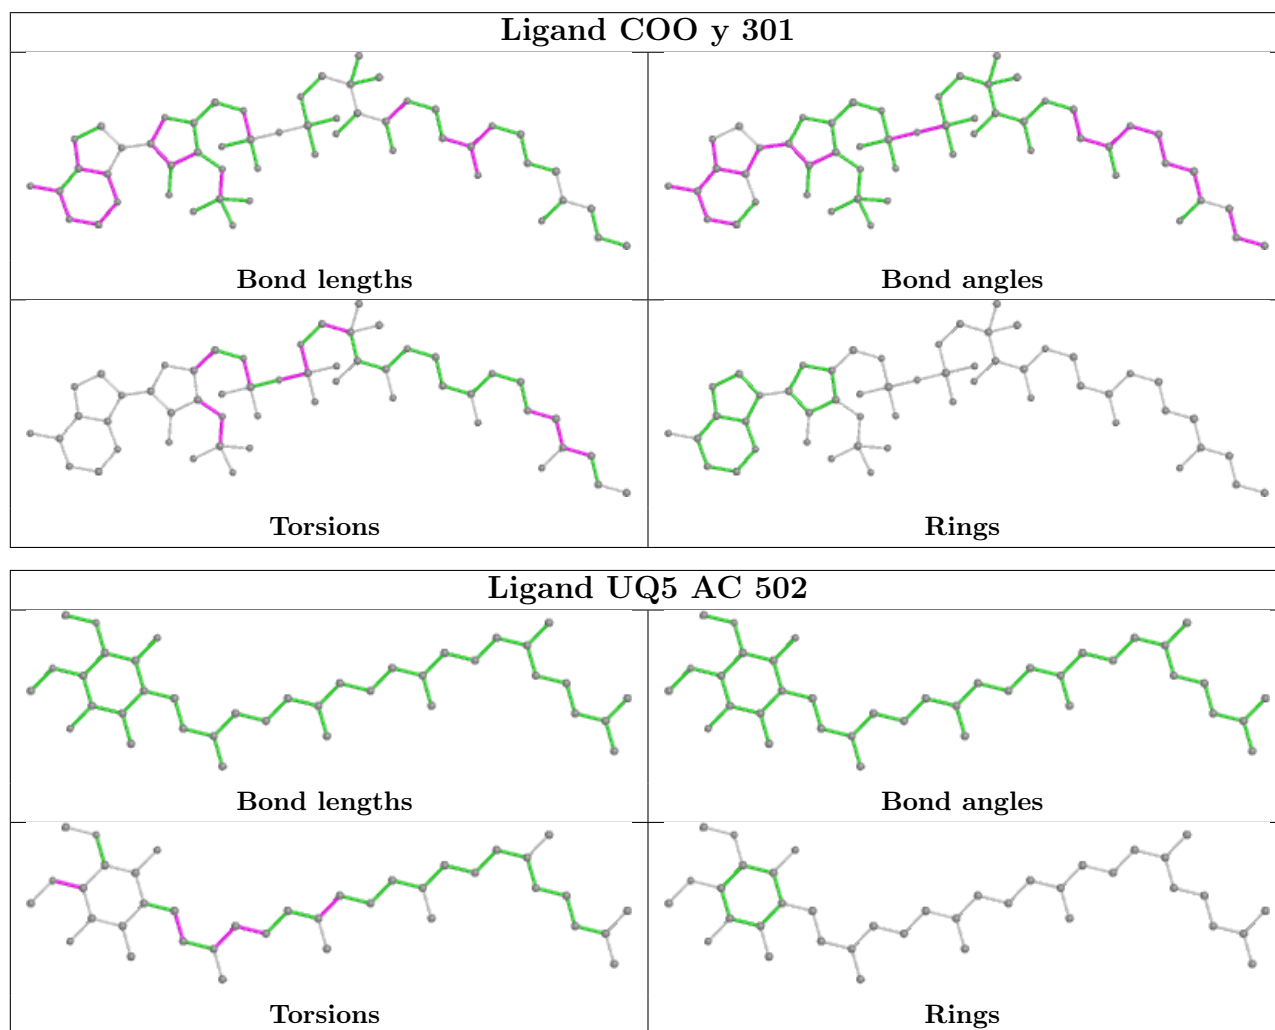 Ligand COO y 301
Bond lengths
Bond angles
Torsions
Rings
Ligand UQ5 AC 502
Bond lengths
Bond angles
Torsions
Rings